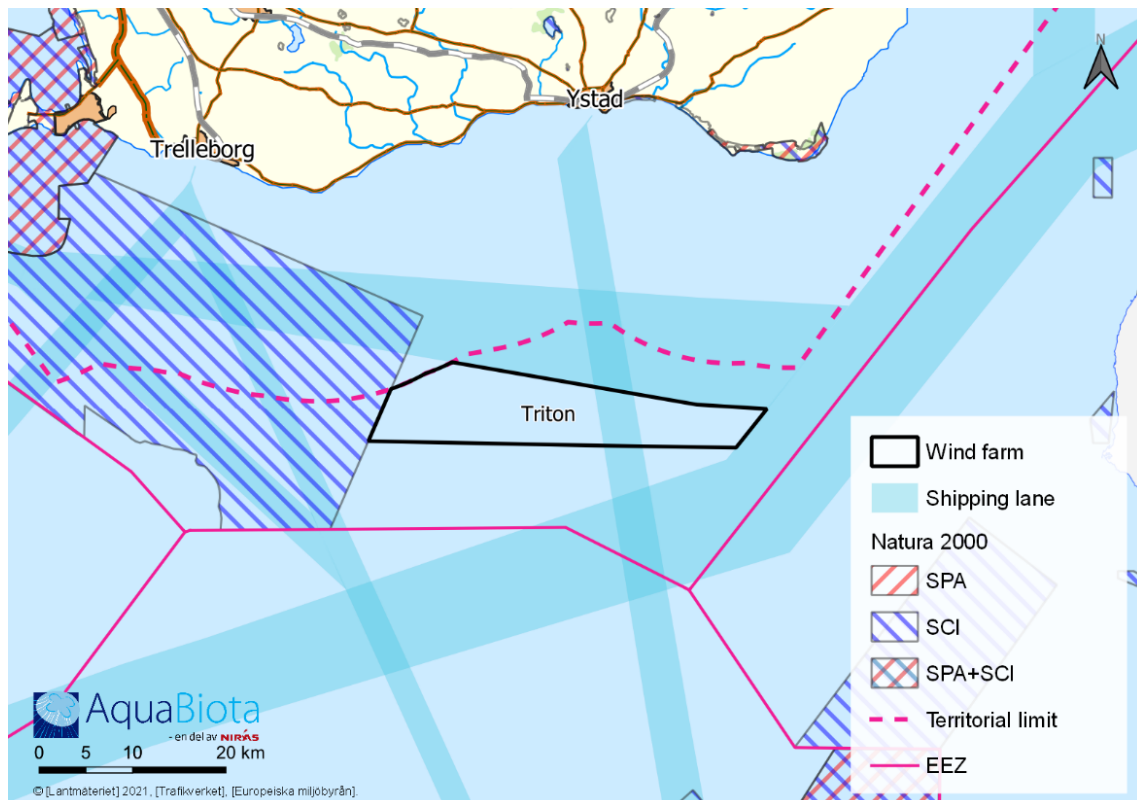 N
Ystad
Trelleborg
Triton
Wind farm
Shipping lane
Natura 2000
SPA
SCI
SPA+SCI
Territorial limit
EEZ
AquaBiota
- en del av NIRÁS
0 5 10 20 km
© [Lantmäteriet] 2021, [Trafikverket], [Europeiska miljöbyrån].